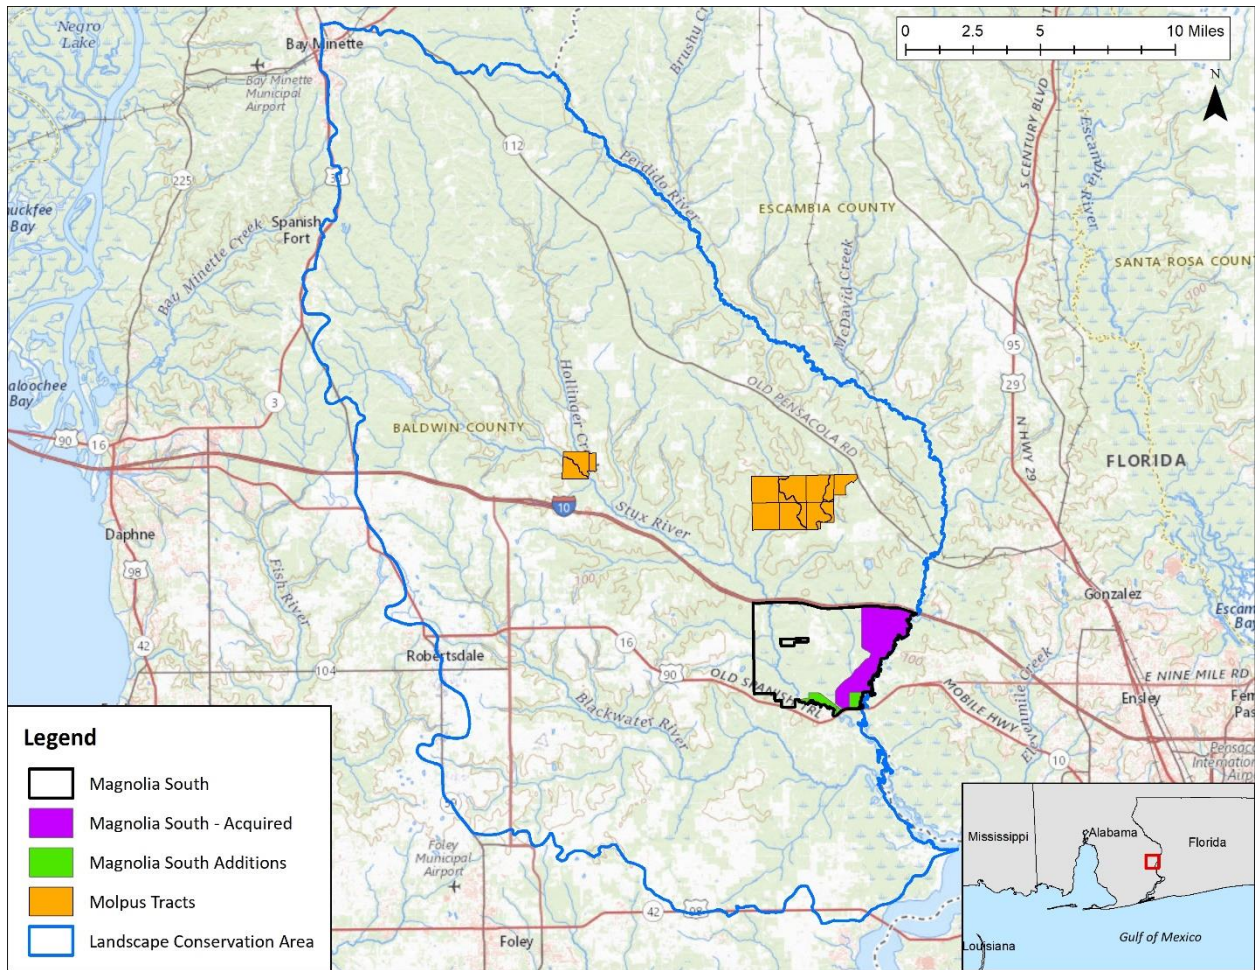 Negro
Lake
Bay Minette
Bay Minette
Municipal
Airport
Brushy Cr
0 2.5 5 10 Miles
N
S CENTURY BLVD
Escambia River
112
Perdido River
225
31
ESCAMBIA COUNTY
Bay
Spanish
Fort
Bay Minette Creek
McDavid Creek
SANTA ROSA COUNT
100
95
29
Bay
3
Hollinger Cr
OLD PENSACOLA RD
N HWY 29
BALDWIN COUNTY
90
16
FLORIDA
10
Styx River
Daphne
98
Fish River
100
Gonzalez
Escam
Bay
42
16
Robertsdale
104
90
OLD SPANISH TRL
100
E NINE MILE RD
MOBILE HWY
Elevenmile Creek
Ensley
Blackwater River
10
Foley
Municipal
Airport
42
98
Foley
Legend
Magnolia South
Magnolia South - Acquired
Magnolia South Additions
Molpus Tracts
Landscape Conservation Area
Mississippi
Alabama
Florida
Louisiana
Gulf of Mexico